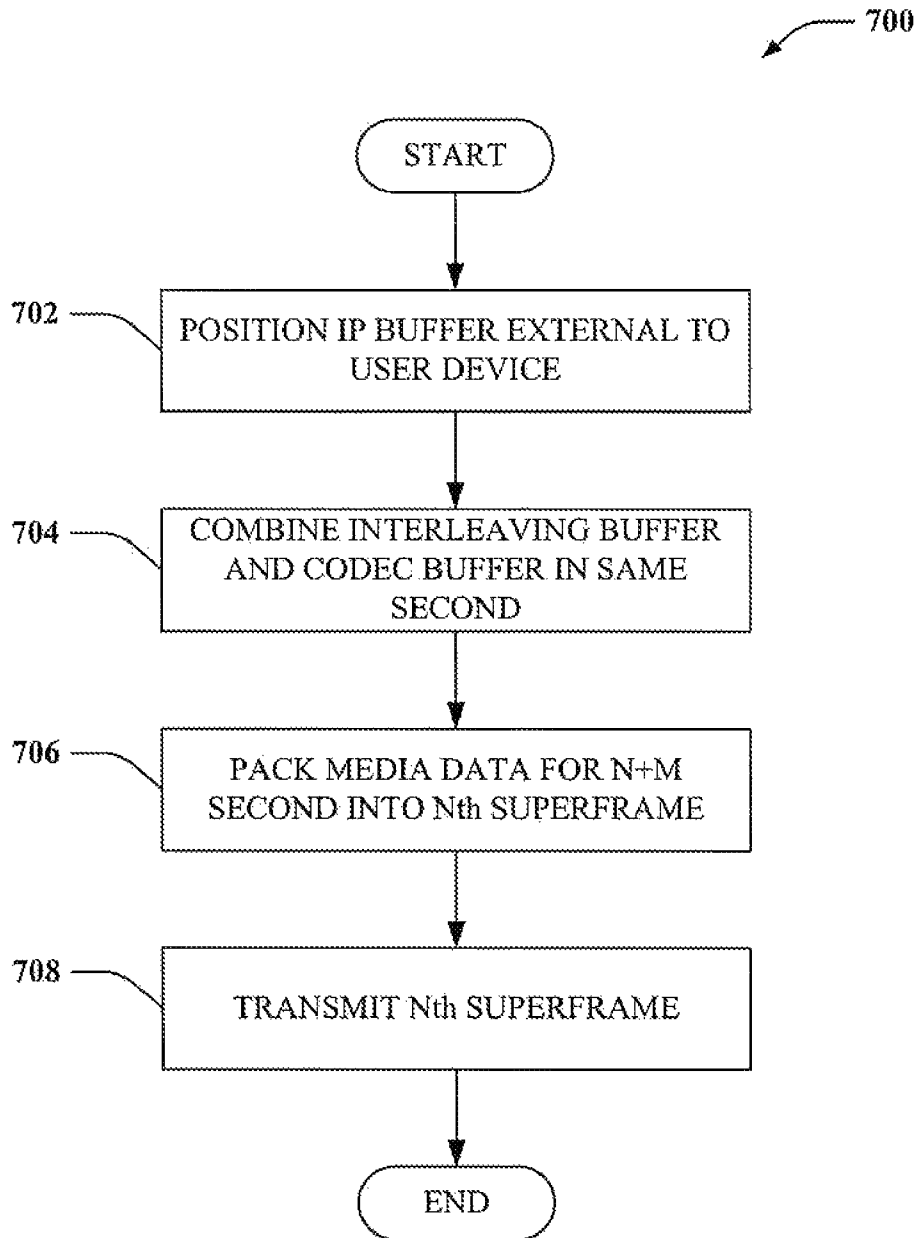 700
START
702
POSITION IP BUFFER EXTERNAL TO
USER DEVICE
704
COMBINE INTERLEAVING BUFFER
AND CODEC BUFFER IN SAME
SECOND
706
PACK MEDIA DATA FOR N+M
SECOND INTO Nth SUPERFRAME
708
TRANSMIT Nth SUPERFRAME
END